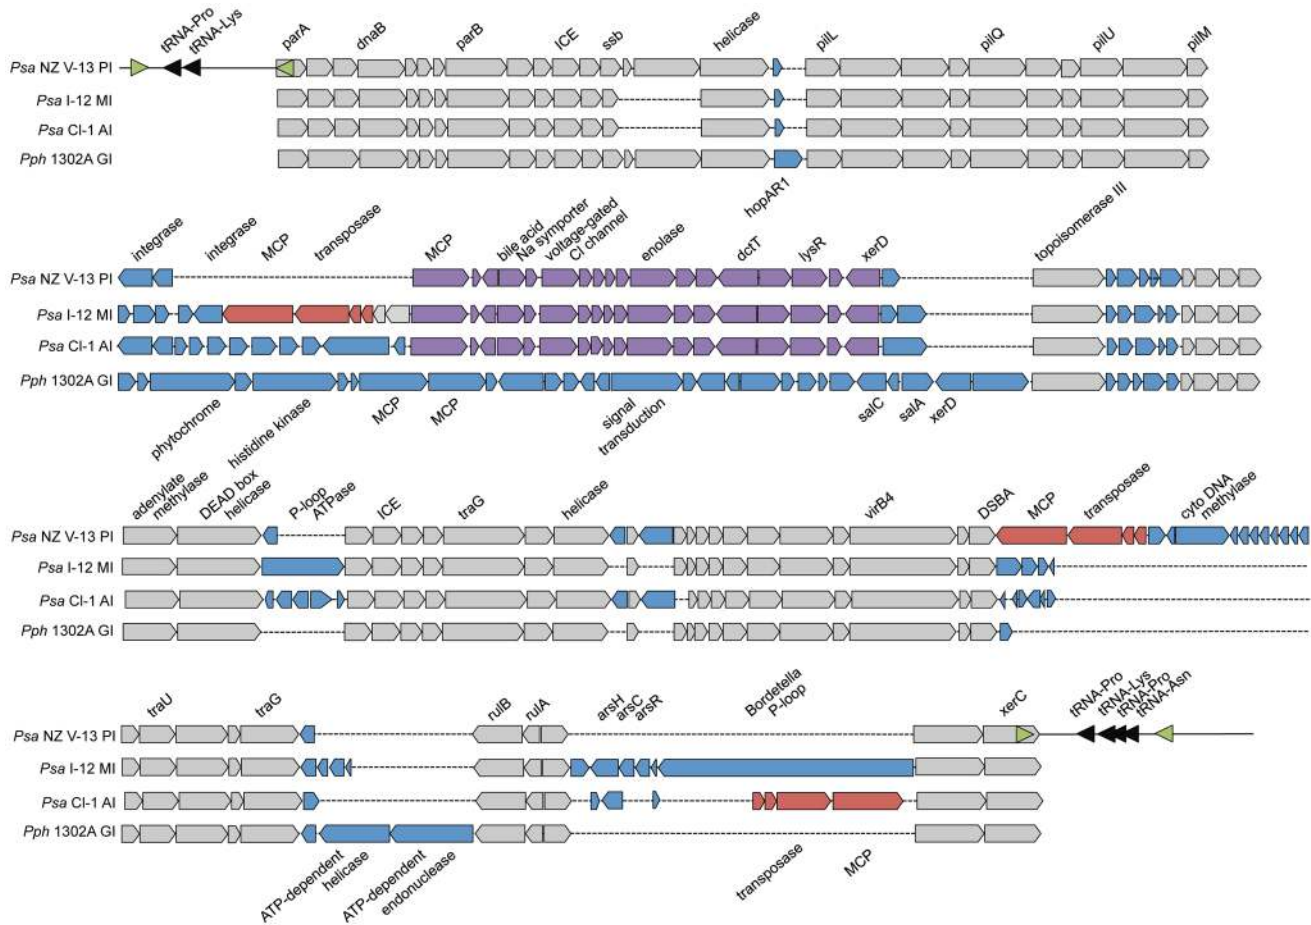 tRNA-Pro
tRNA-Lys
parA
dnaB
parB
ICE
ssb
helicase
pilL
pilQ
pilU
pilM
Psa NZ V-13 PI
Psa I-12 MI
Psa Cl-1 AI
Pph 1302A GI
hopAR1
integrase
integrase
MCP
transposase
MCP
bile acid
Na symporter
voltage-gated
Cl channel
enolase
dctT
lysR
xerD
topoisomerase III
Psa NZ V-13 PI
Psa I-12 MI
Psa Cl-1 AI
Pph 1302A GI
phytochrome
histidine kinase
MCP
MCP
signal
transduction
salC
salA
xerD
adenylate
methylase
DEAD box
helicase
P-loop
ATPase
ICE
traG
helicase
virB4
DSBA
MCP
transposase
cyto DNA
methylase
Psa NZ V-13 PI
Psa I-12 MI
Psa Cl-1 AI
Pph 1302A GI
traU
traG
rulB
rulA
arsH
arsC
arsR
Bordetella
P-loop
xerC
tRNA-Pro
tRNA-Lys
tRNA-Pro
tRNA-Asn
Psa NZ V-13 PI
Psa I-12 MI
Psa Cl-1 AI
Pph 1302A GI
ATP-dependent
helicase
ATP-dependent
endonuclease
transposase
MCP